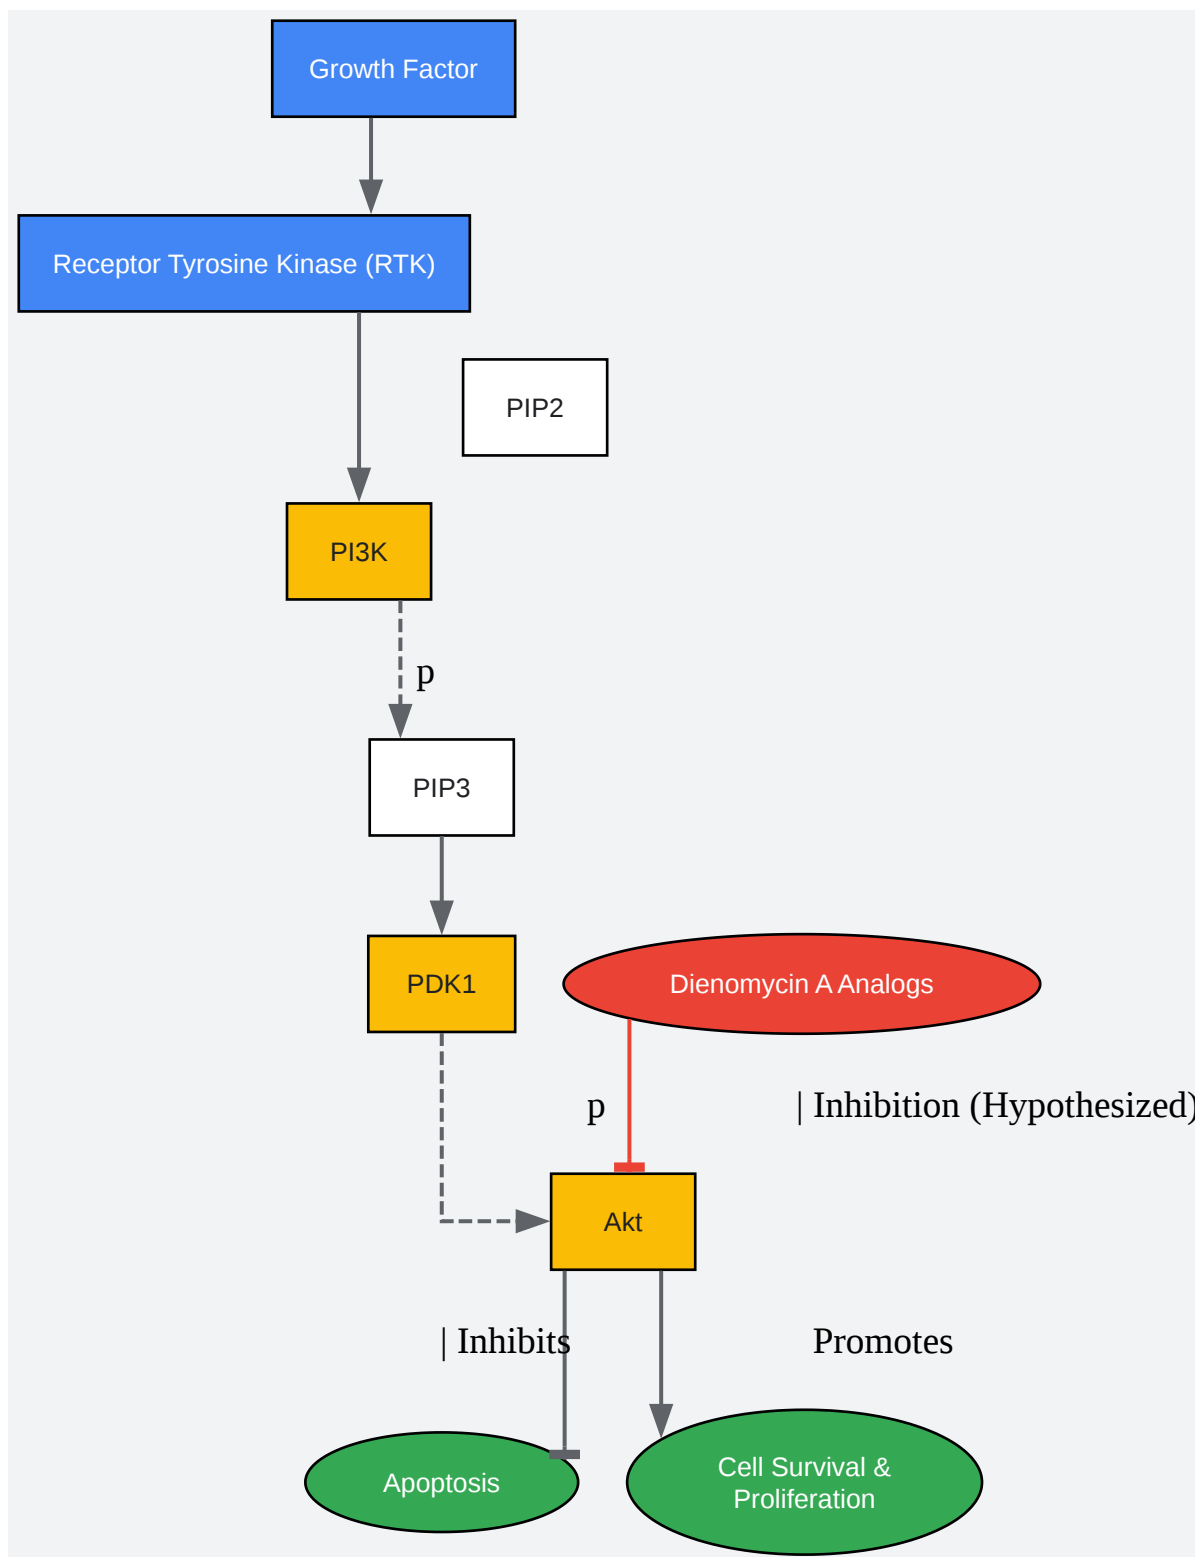 Growth Factor
Receptor Tyrosine Kinase (RTK)
PIP2
PI3K
p
PIP3
PDK1
Dienomycin A Analogs
p
| Inhibition (Hypothesized)
Akt
| Inhibits
Promotes
Apoptosis
Cell Survival &
Proliferation